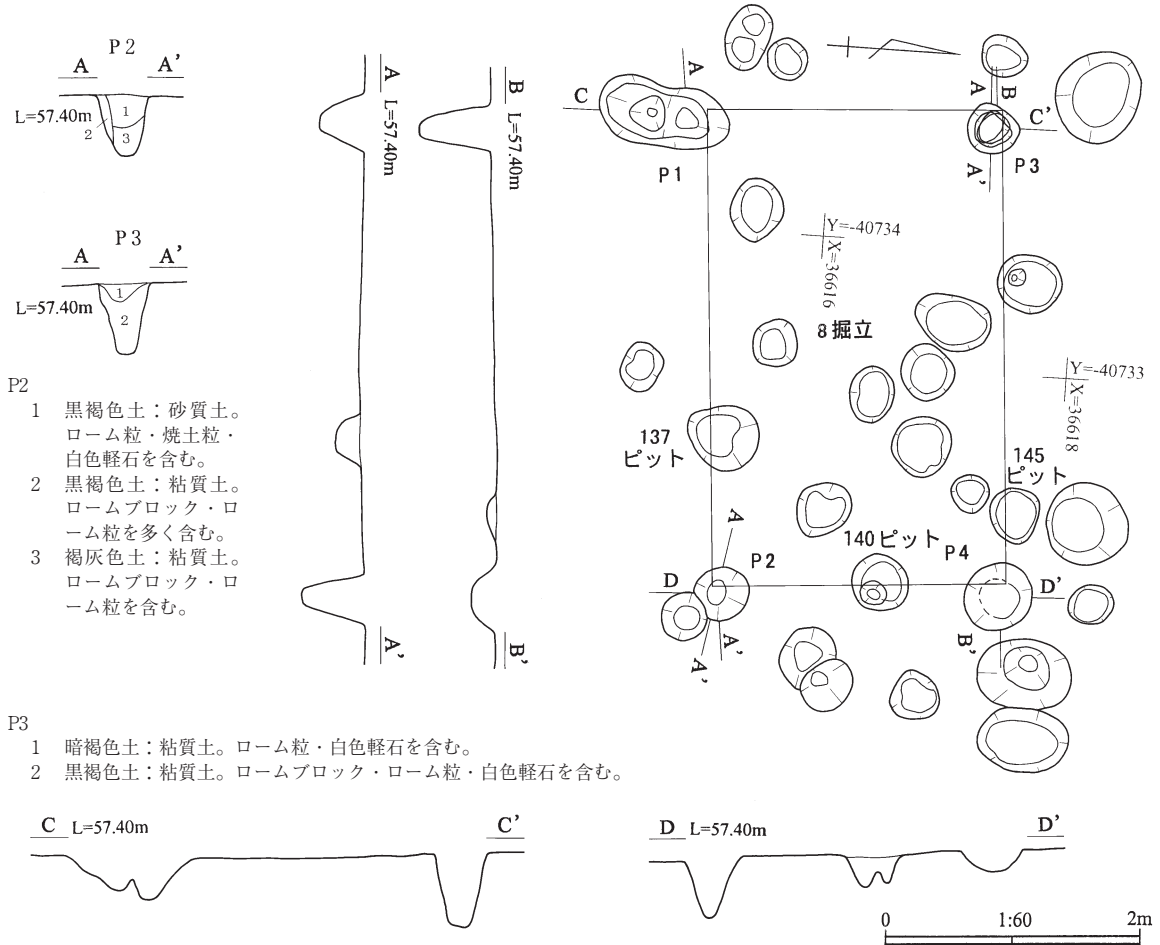 P2
A A'
L=57.40m
1
2
3
P3
A A'
L=57.40m
1
2
P2
1 黒褐色土：砂質土。
ローム粒・焼土粒・
白色軽石を含む。
2 黒褐色土：粘質土。
ロームブロック・ロ
ーム粒を多く含む。
3 褐灰色土：粘質土。
ロームブロック・ロ
ーム粒を含む。
A L=57.40m A'
B L=57.40m B'
C A A B C'
P1 A' P3
Y=-40734
X=36616
8掘立
Y=-40733
X=36618
137
ピット
145
ピット
A
140ピット P4
P2
D D'
A' A' B'
P3
1 暗褐色土：粘質土。ローム粒・白色軽石を含む。
2 黒褐色土：粘質土。ロームブロック・ローム粒・白色軽石を含む。
C L=57.40m C'
D L=57.40m D'
0 1:60 2m